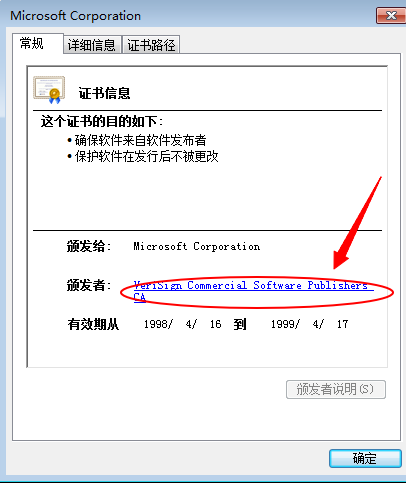 Microsoft Corporation
常规 详细信息 证书路径
证书信息
这个证书的目的如下:
• 确保软件来自软件发布者
• 保护软件在发行后不被更改
颁发给: Microsoft Corporation
颁发者: VeriSign Commercial Software Publishers
CA
有效期从 1998/ 4/ 16 到 1999/ 4/ 17
颁发者说明(S)
确定